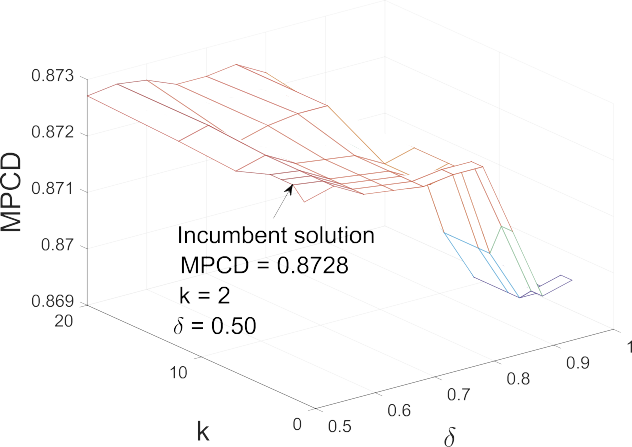 0.873
0.872
0.871
0.87
0.869
MPCD
Incumbent solution
MPCD = 0.8728
k = 2
δ = 0.50
20
10
0
k
0.5
0.6
0.7
0.8
0.9
1
δ